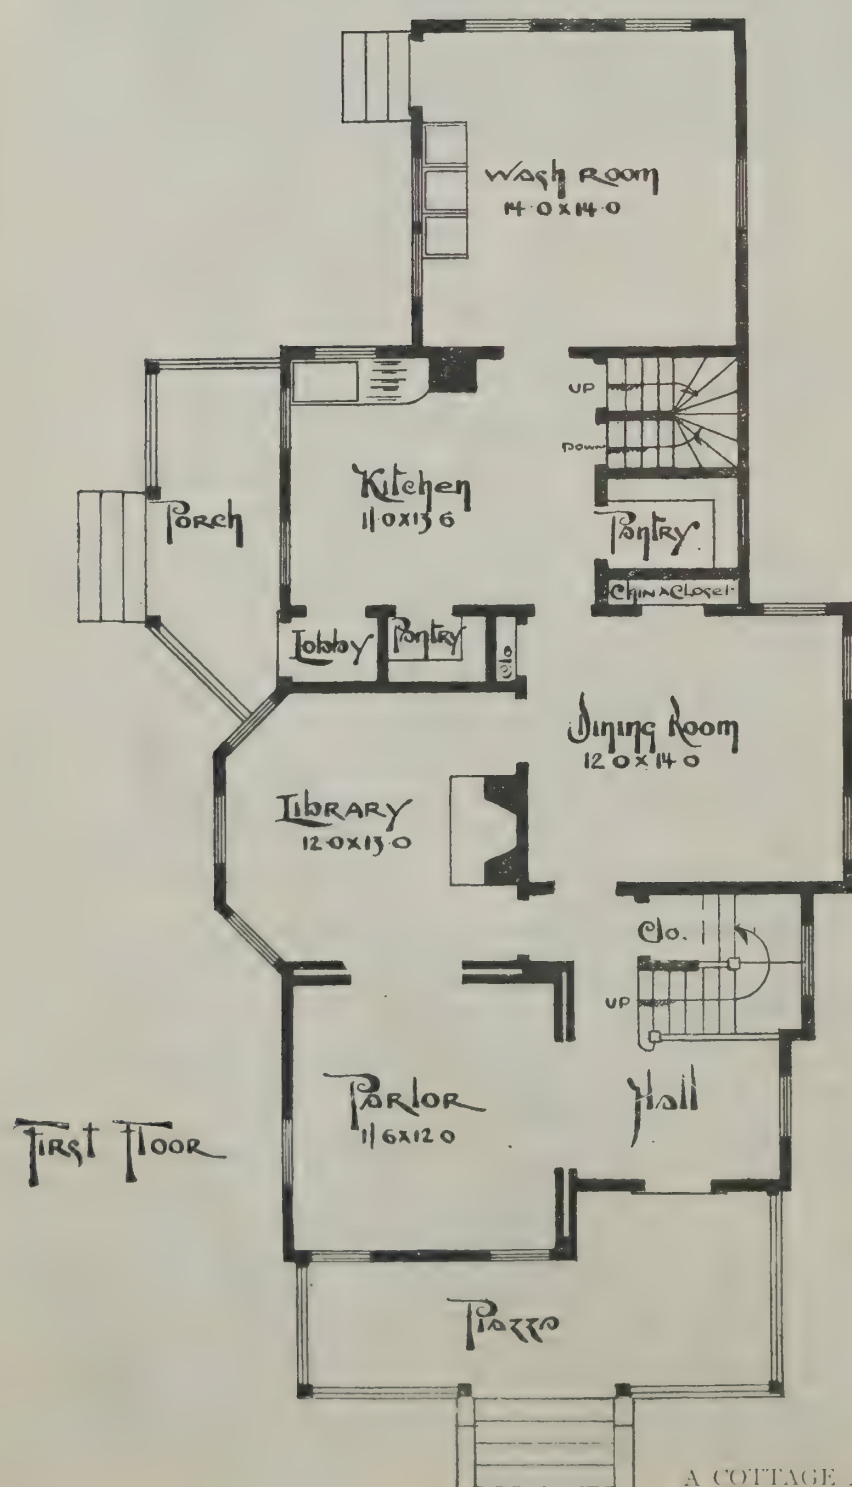 Wash Room
14·0 x 14·0
UP
Down
Kitchen
11·0 x 13 6
Porch
Pantry
China Closet
Lobby
Pantry
Clo
Dining Room
12 0 x 14 0
Library
12·0 x 13·0
Clo.
UP
Parlor
11 6 x 12 0
Hall
First Floor
Piazza
A COTTAGE